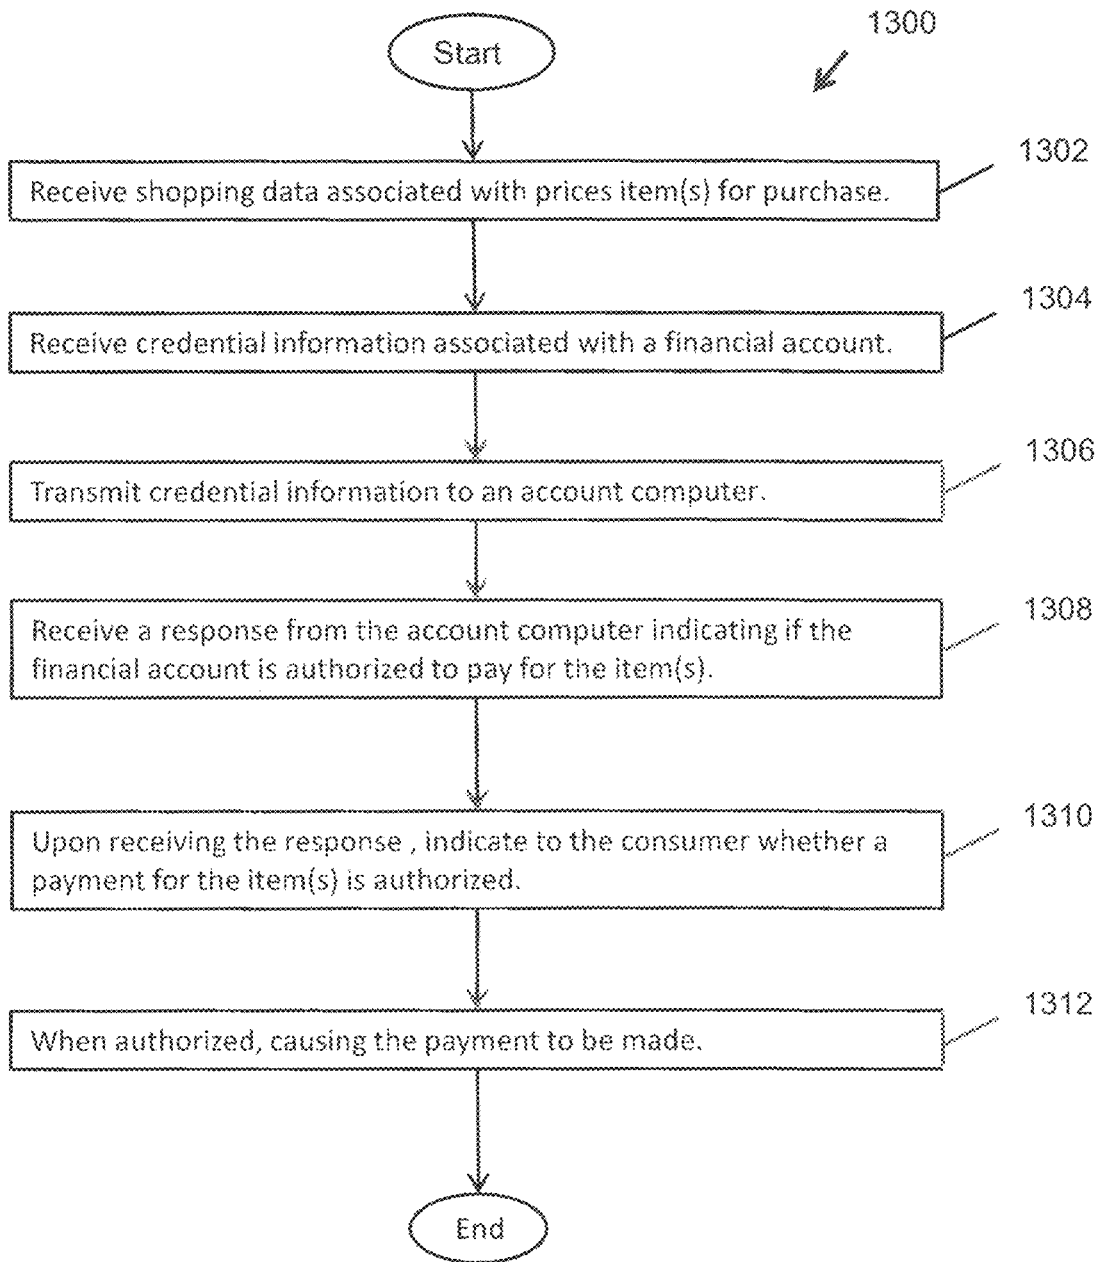 1300
Start
1302
Receive shopping data associated with prices item(s) for purchase.
1304
Receive credential information associated with a financial account.
1306
Transmit credential information to an account computer.
1308
Receive a response from the account computer indicating if the
financial account is authorized to pay for the item(s).
1310
Upon receiving the response , indicate to the consumer whether a
payment for the item(s) is authorized.
1312
When authorized, causing the payment to be made.
End